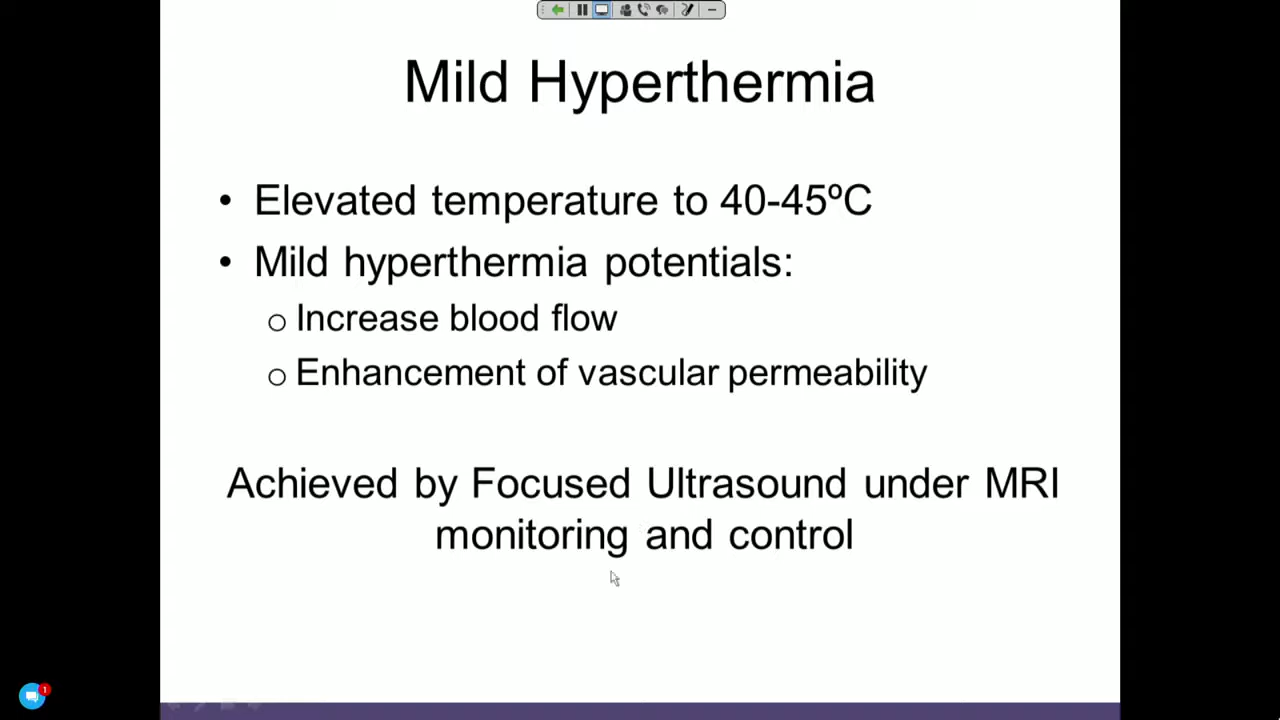 Mild Hyperthermia
• Elevated temperature to 40-45ºC
• Mild hyperthermia potentials:
o Increase blood flow
o Enhancement of vascular permeability
Achieved by Focused Ultrasound under MRI
monitoring and control
1